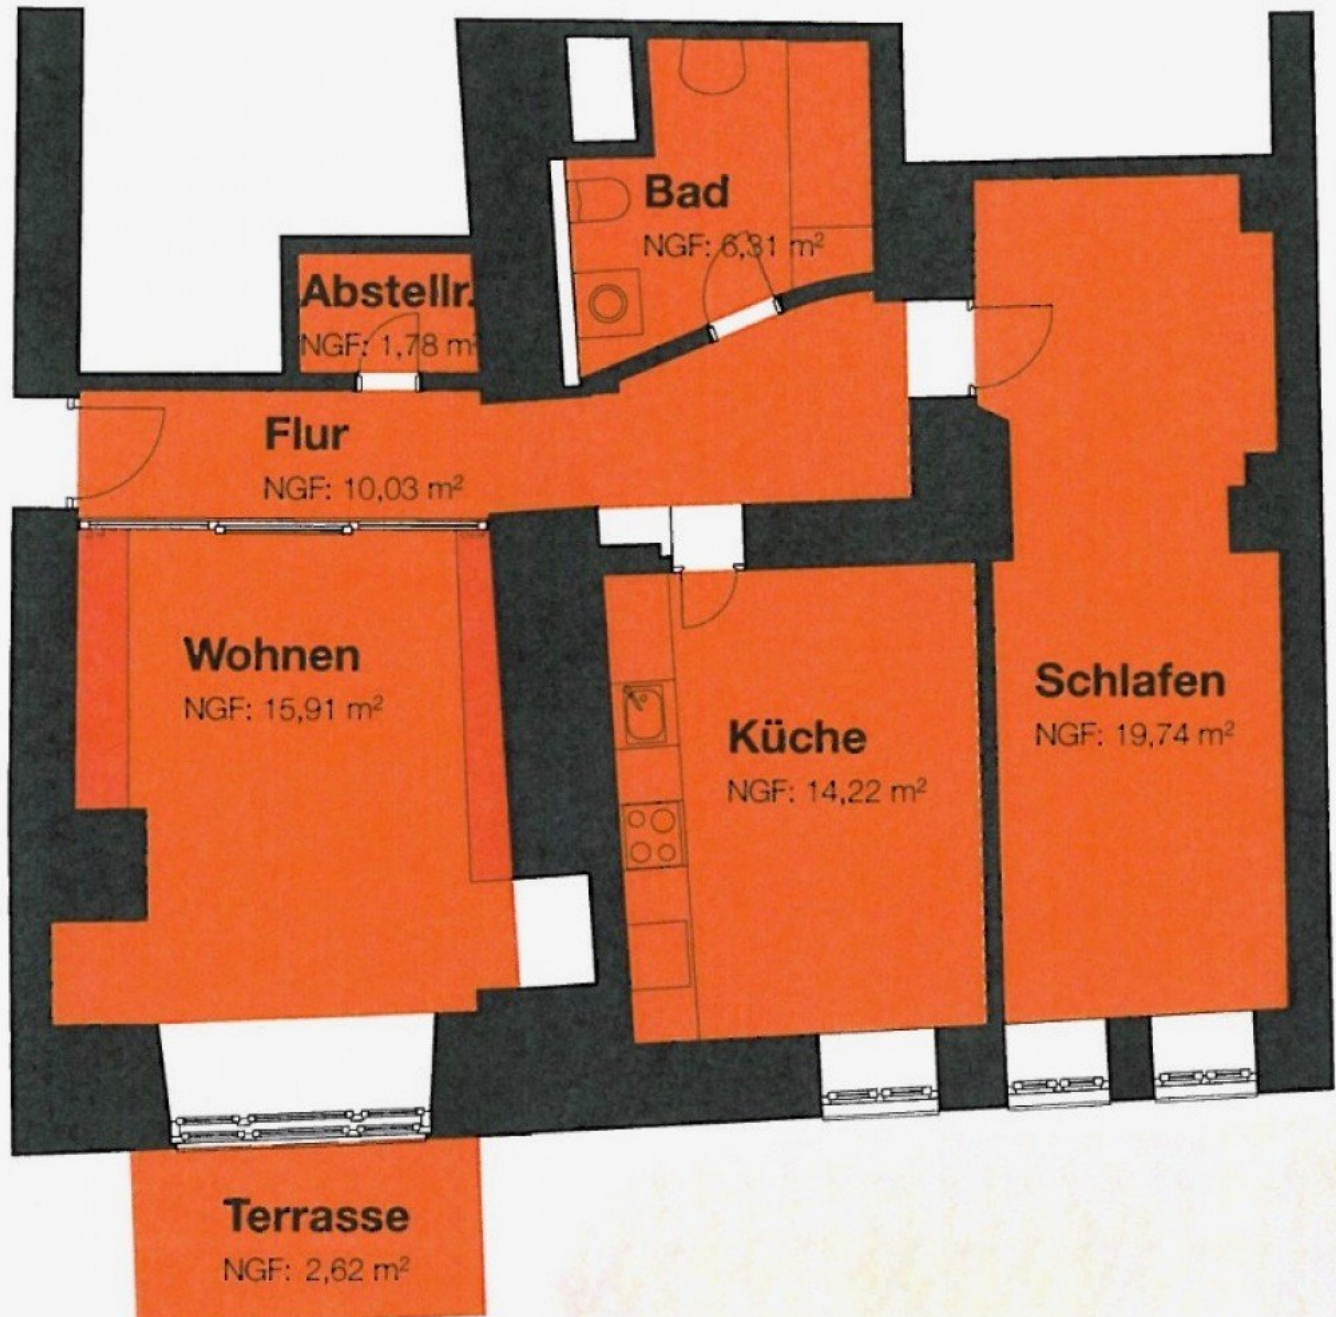 Bad
NGF: 6,31 m²
Abstellr.
NGF: 1,78 m²
Flur
NGF: 10,03 m²
Wohnen
NGF: 15,91 m²
Küche
NGF: 14,22 m²
Schlafen
NGF: 19,74 m²
Terrasse
NGF: 2,62 m²